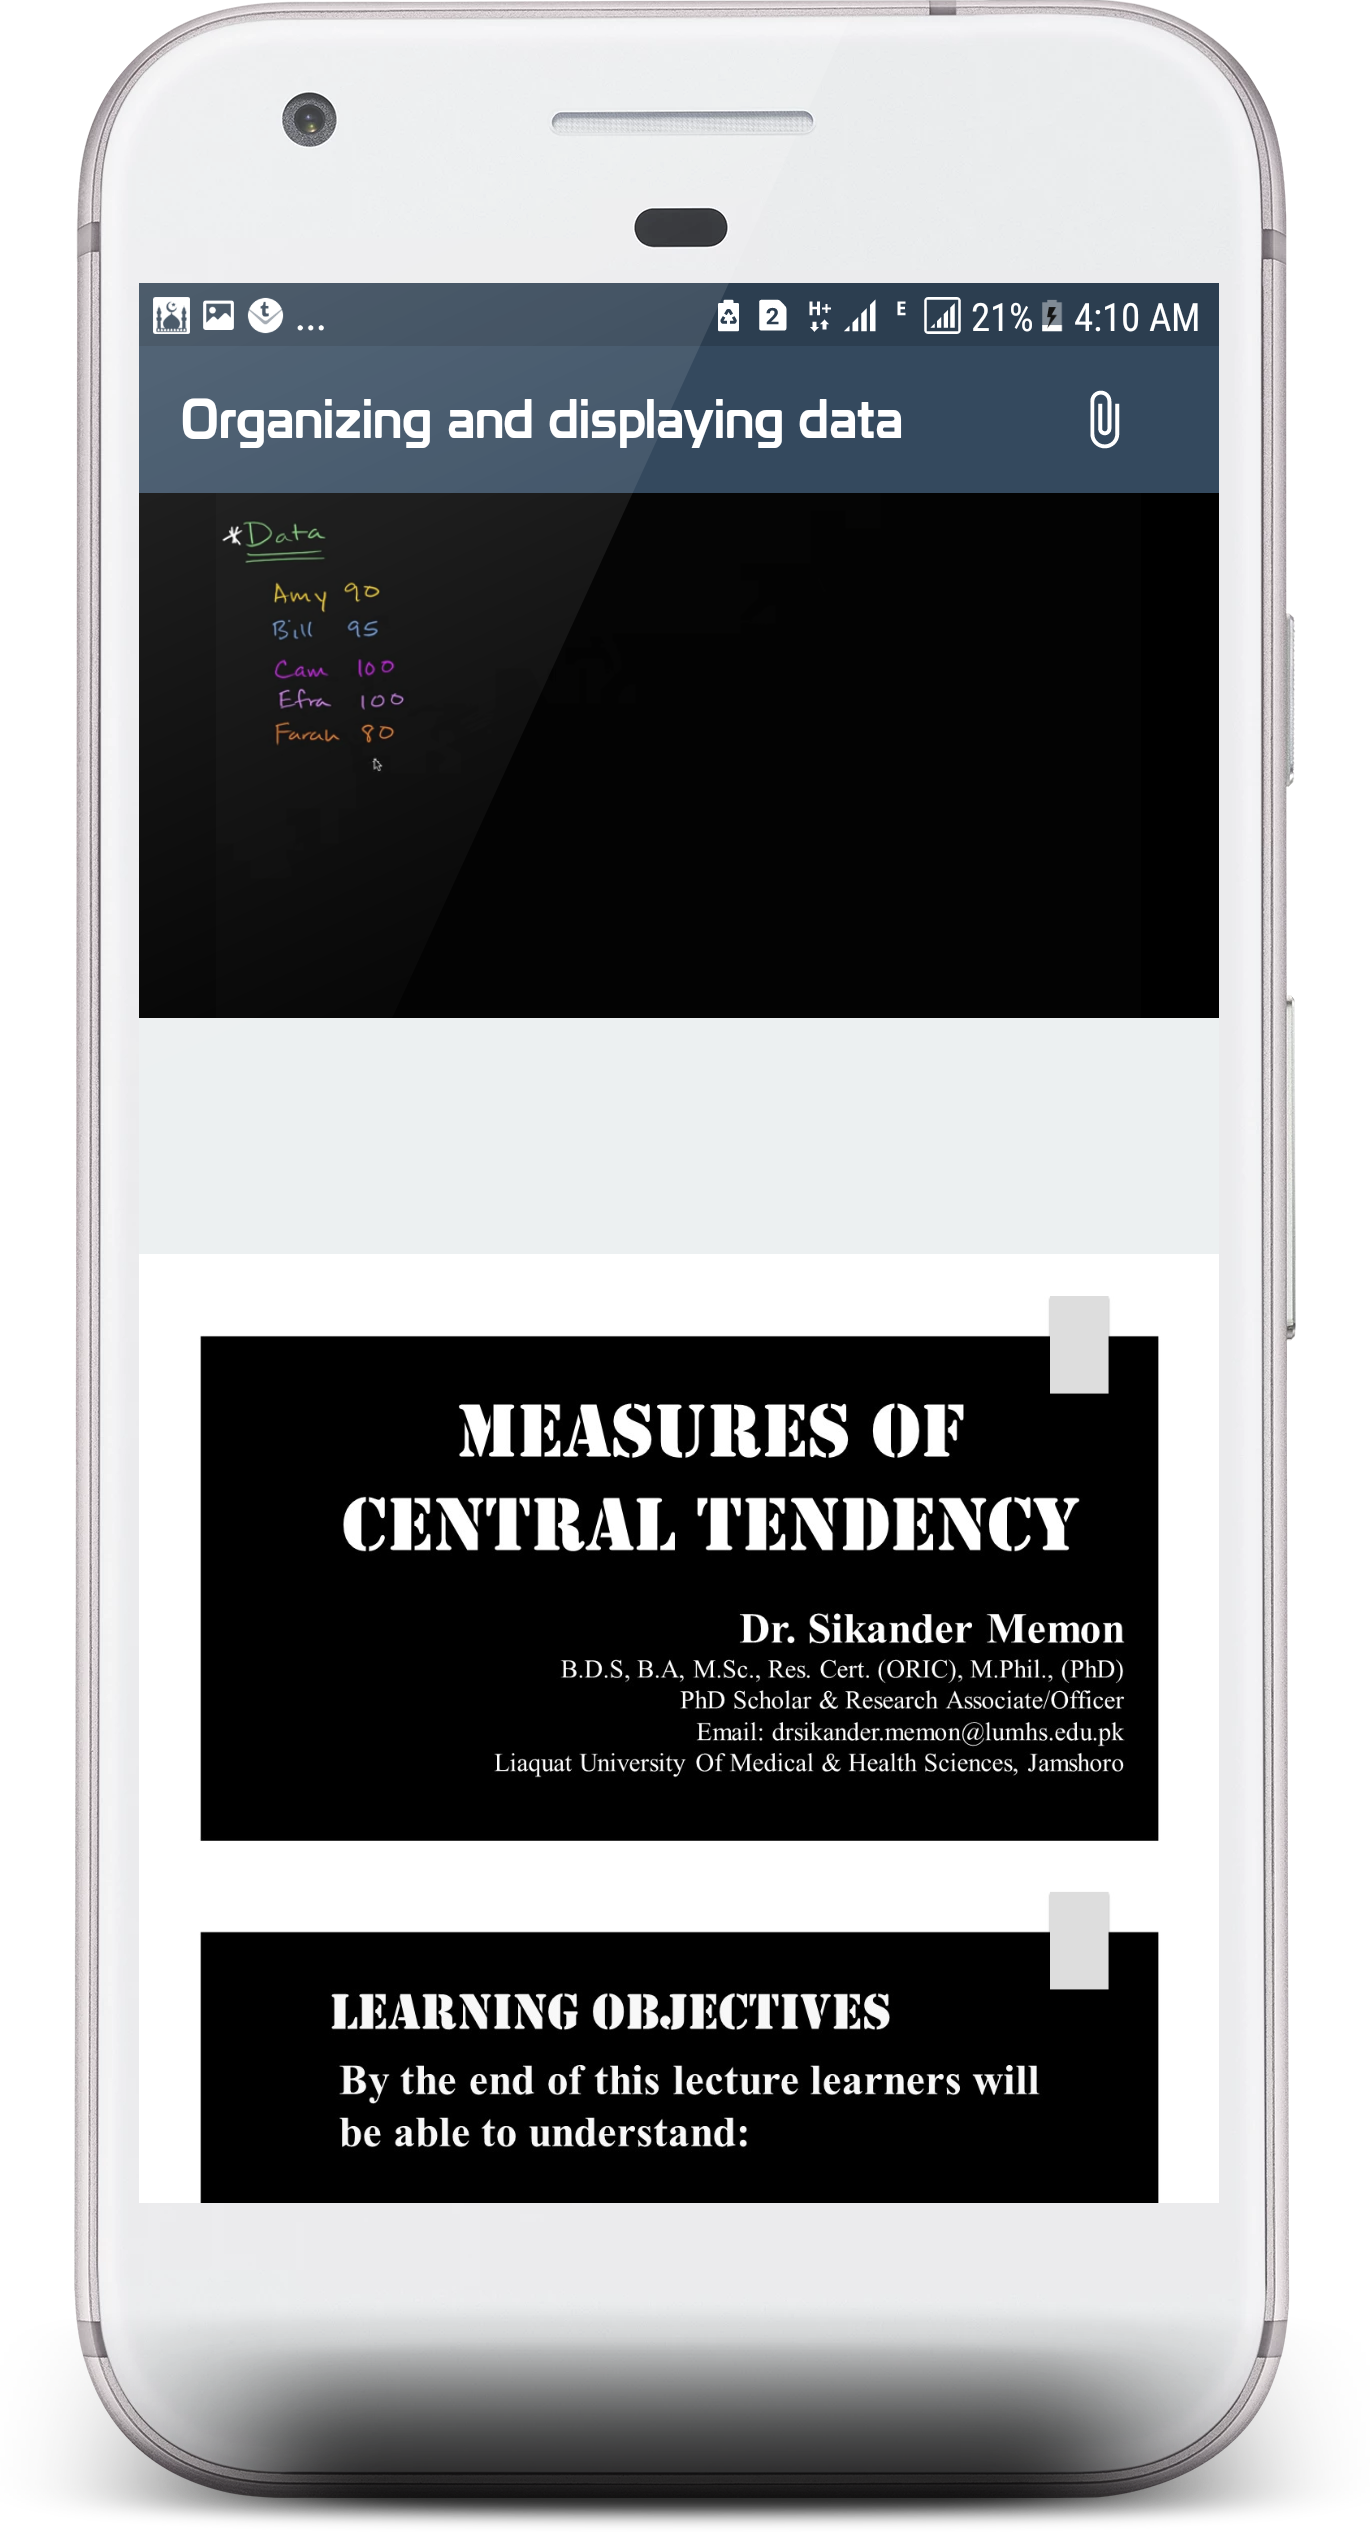 ... 2 H+ E 21% 4:10 AM
Organizing and displaying data
*Data
Amy 90
Bill 95
Cam 100
Efra 100
Farah 80
MEASURES OF
CENTRAL TENDENCY
Dr. Sikander Memon
B.D.S, B.A, M.Sc., Res. Cert. (ORIC), M.Phil., (PhD)
PhD Scholar & Research Associate/Officer
Email: drsikander.memon@lumhs.edu.pk
Liaquat University Of Medical & Health Sciences, Jamshoro
LEARNING OBJECTIVES
By the end of this lecture learners will
be able to understand: